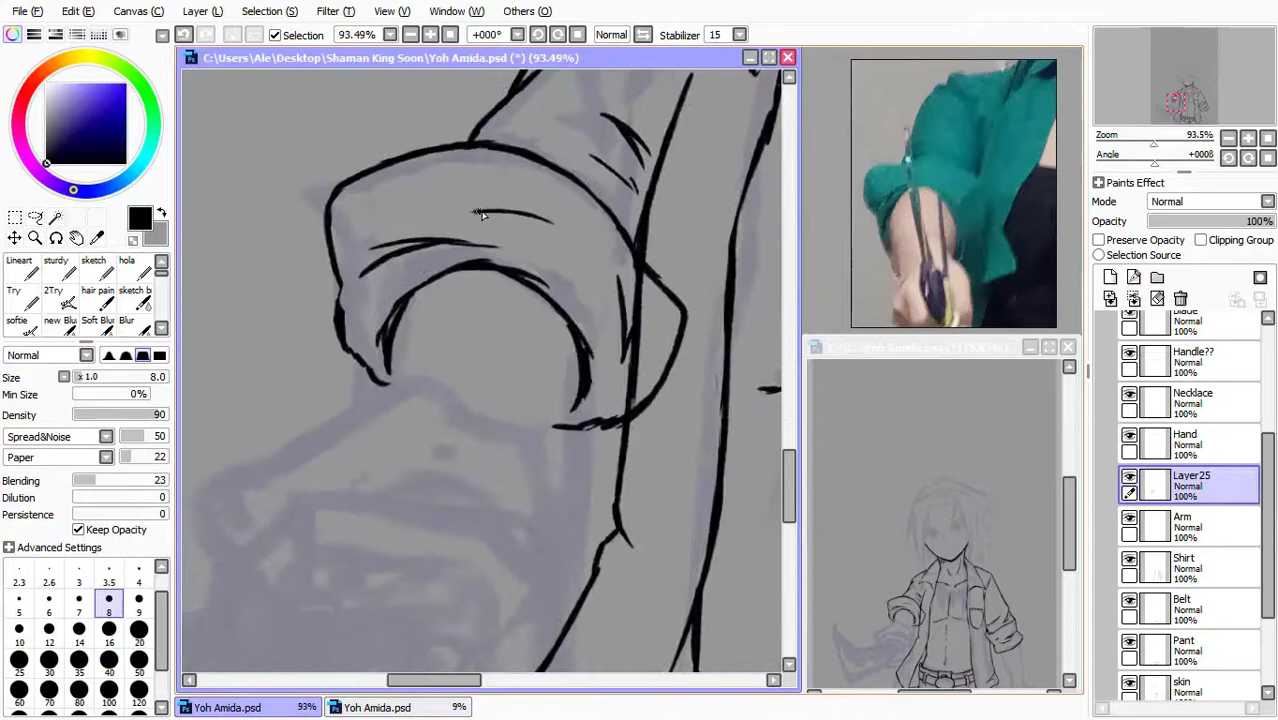 File (F) Edit (E) Canvas (C) Layer (L) Selection (S) Filter (T) View (V) Window (W) Others (O)
Selection 93.49% +000° Normal Stabilizer 15
C:\Users\Ale\Desktop\Shaman King Soon\Yoh Amida.psd (*) (93.49%)
Lineart sturdy sketch hola
Try 2Try hair pain sketch b
softie new Blur Soft Blur Blur
Normal
Size x 1.0 8.0
Min Size 0%
Density 90
Spread&Noise 50
Paper 22
Blending 23
Dilution 0
Persistence 0
Keep Opacity
Advanced Settings
2.3 2.6 3 3.5 4
5 6 7 8 9
10 12 14 16 20
25 30 35 40 50
60 70 80 100 120
Yoh Amida.psd 93%
Yoh Amida.psd 9%
Zoom 93.5%
Angle +0008
Paints Effect
Mode Normal
Opacity 100%
Preserve Opacity Clipping Group
Selection Source
Normal
100%
Handle??
Normal
100%
Necklace
Normal
100%
Hand
Normal
100%
Layer25
Normal
100%
Arm
Normal
100%
Shirt
Normal
100%
Belt
Normal
100%
Pant
Normal
100%
skin
Normal